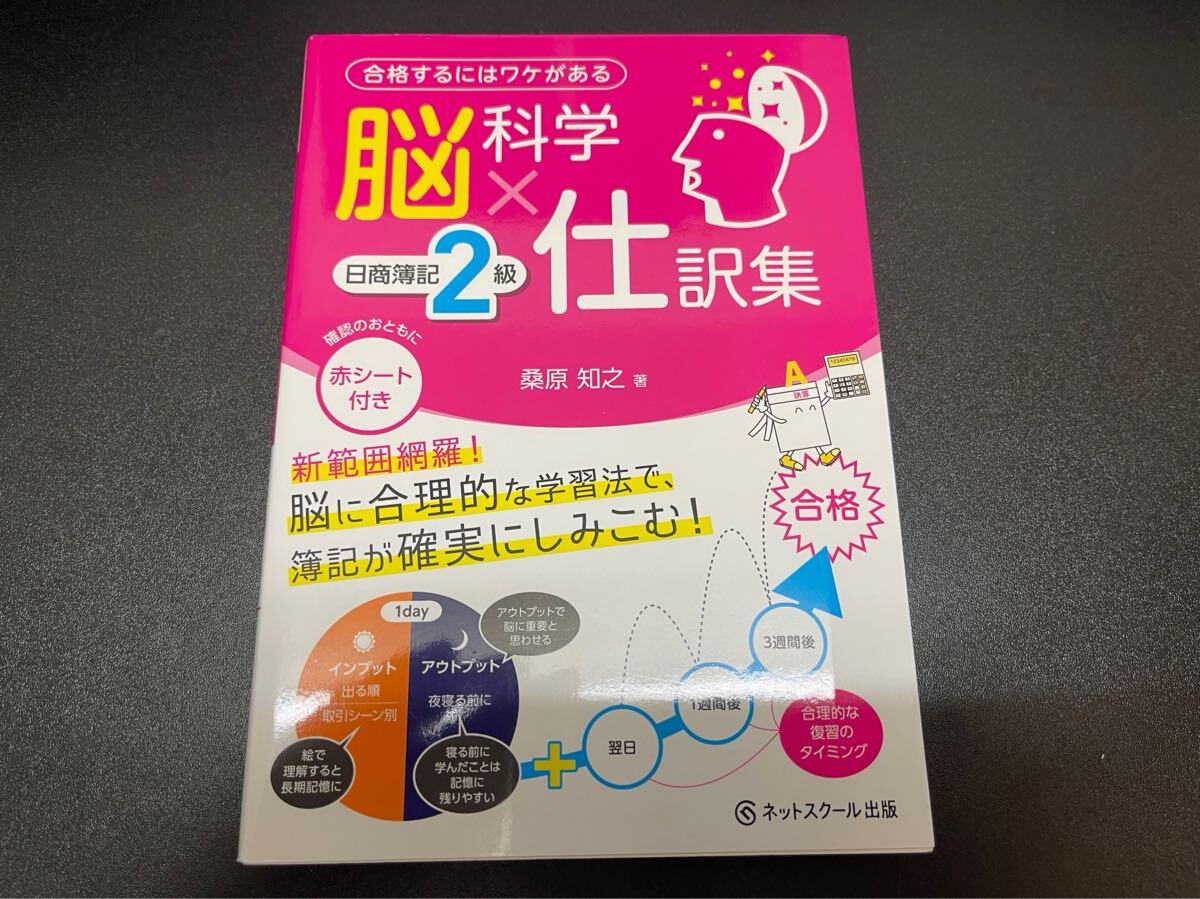 合格するにはワケがある
脳科学
×
日商簿記2級
仕訳集
確認のおともに
赤シート
付き
桑原 知之 著
12345678
A
決算
新範囲網羅!
脳に合理的な学習法で、
簿記が確実にしみこむ!
合格
1day
インプット
出る順
取引シーン別
アウトプット
夜寝る前に
アウトプットで
脳に重要と
思わせる
絵で
理解すると
長期記憶に
寝る前に
学んだことは
記憶に
残りやすい
+
翌日
1週間後
3週間後
合理的な
復習の
タイミング
ネットスクール出版